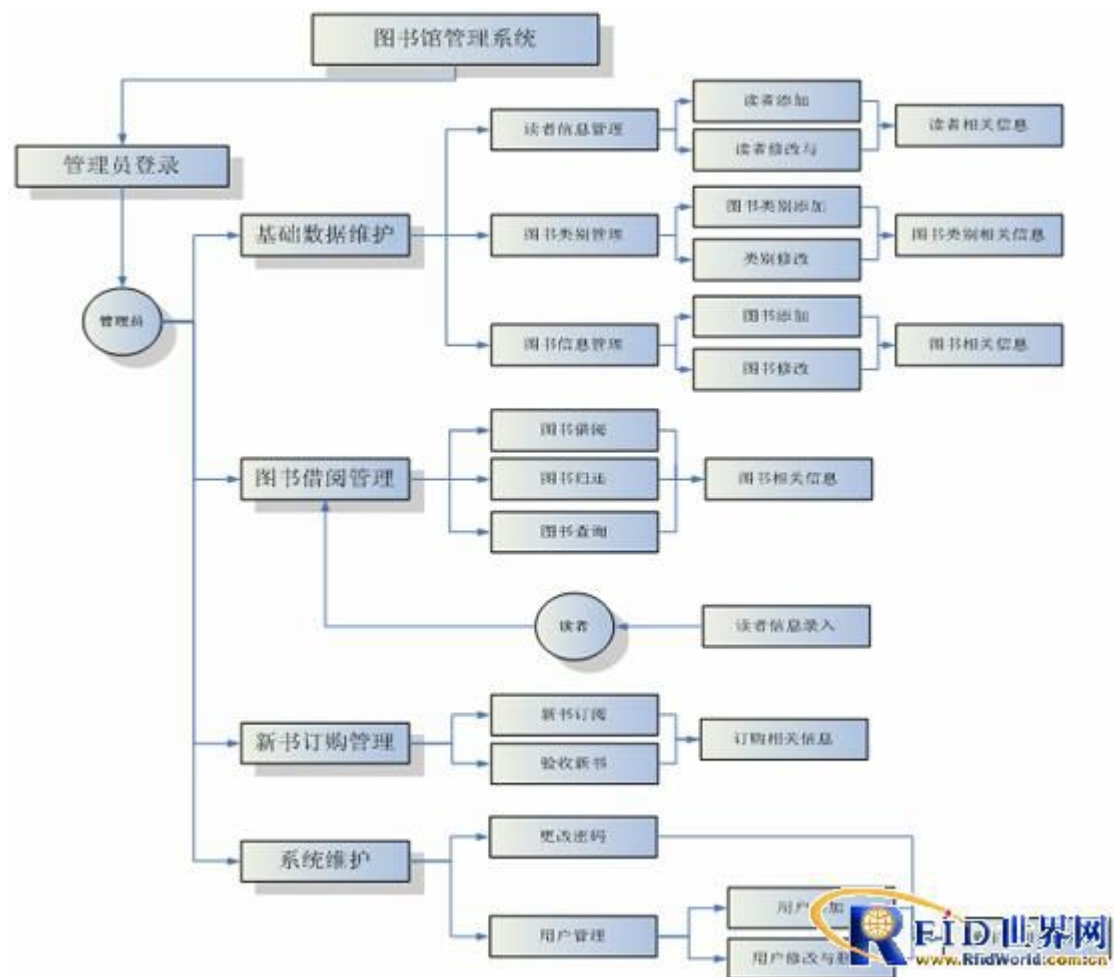 图书馆管理系统
管理员登录
管理员
基础数据维护
读者信息管理
读者添加
读者修改与
读者相关信息
图书类别管理
图书类别添加
类别修改
图书类别相关信息
图书信息管理
图书添加
图书修改
图书相关信息
图书借阅管理
图书借阅
图书归还
图书查询
图书相关信息
读者
读者信息录入
新书订购管理
新书订阅
验收新书
订购相关信息
系统维护
更改密码
用户管理
用户 加
用户修改与
RFID世界网
www.RfidWorld.com.cn